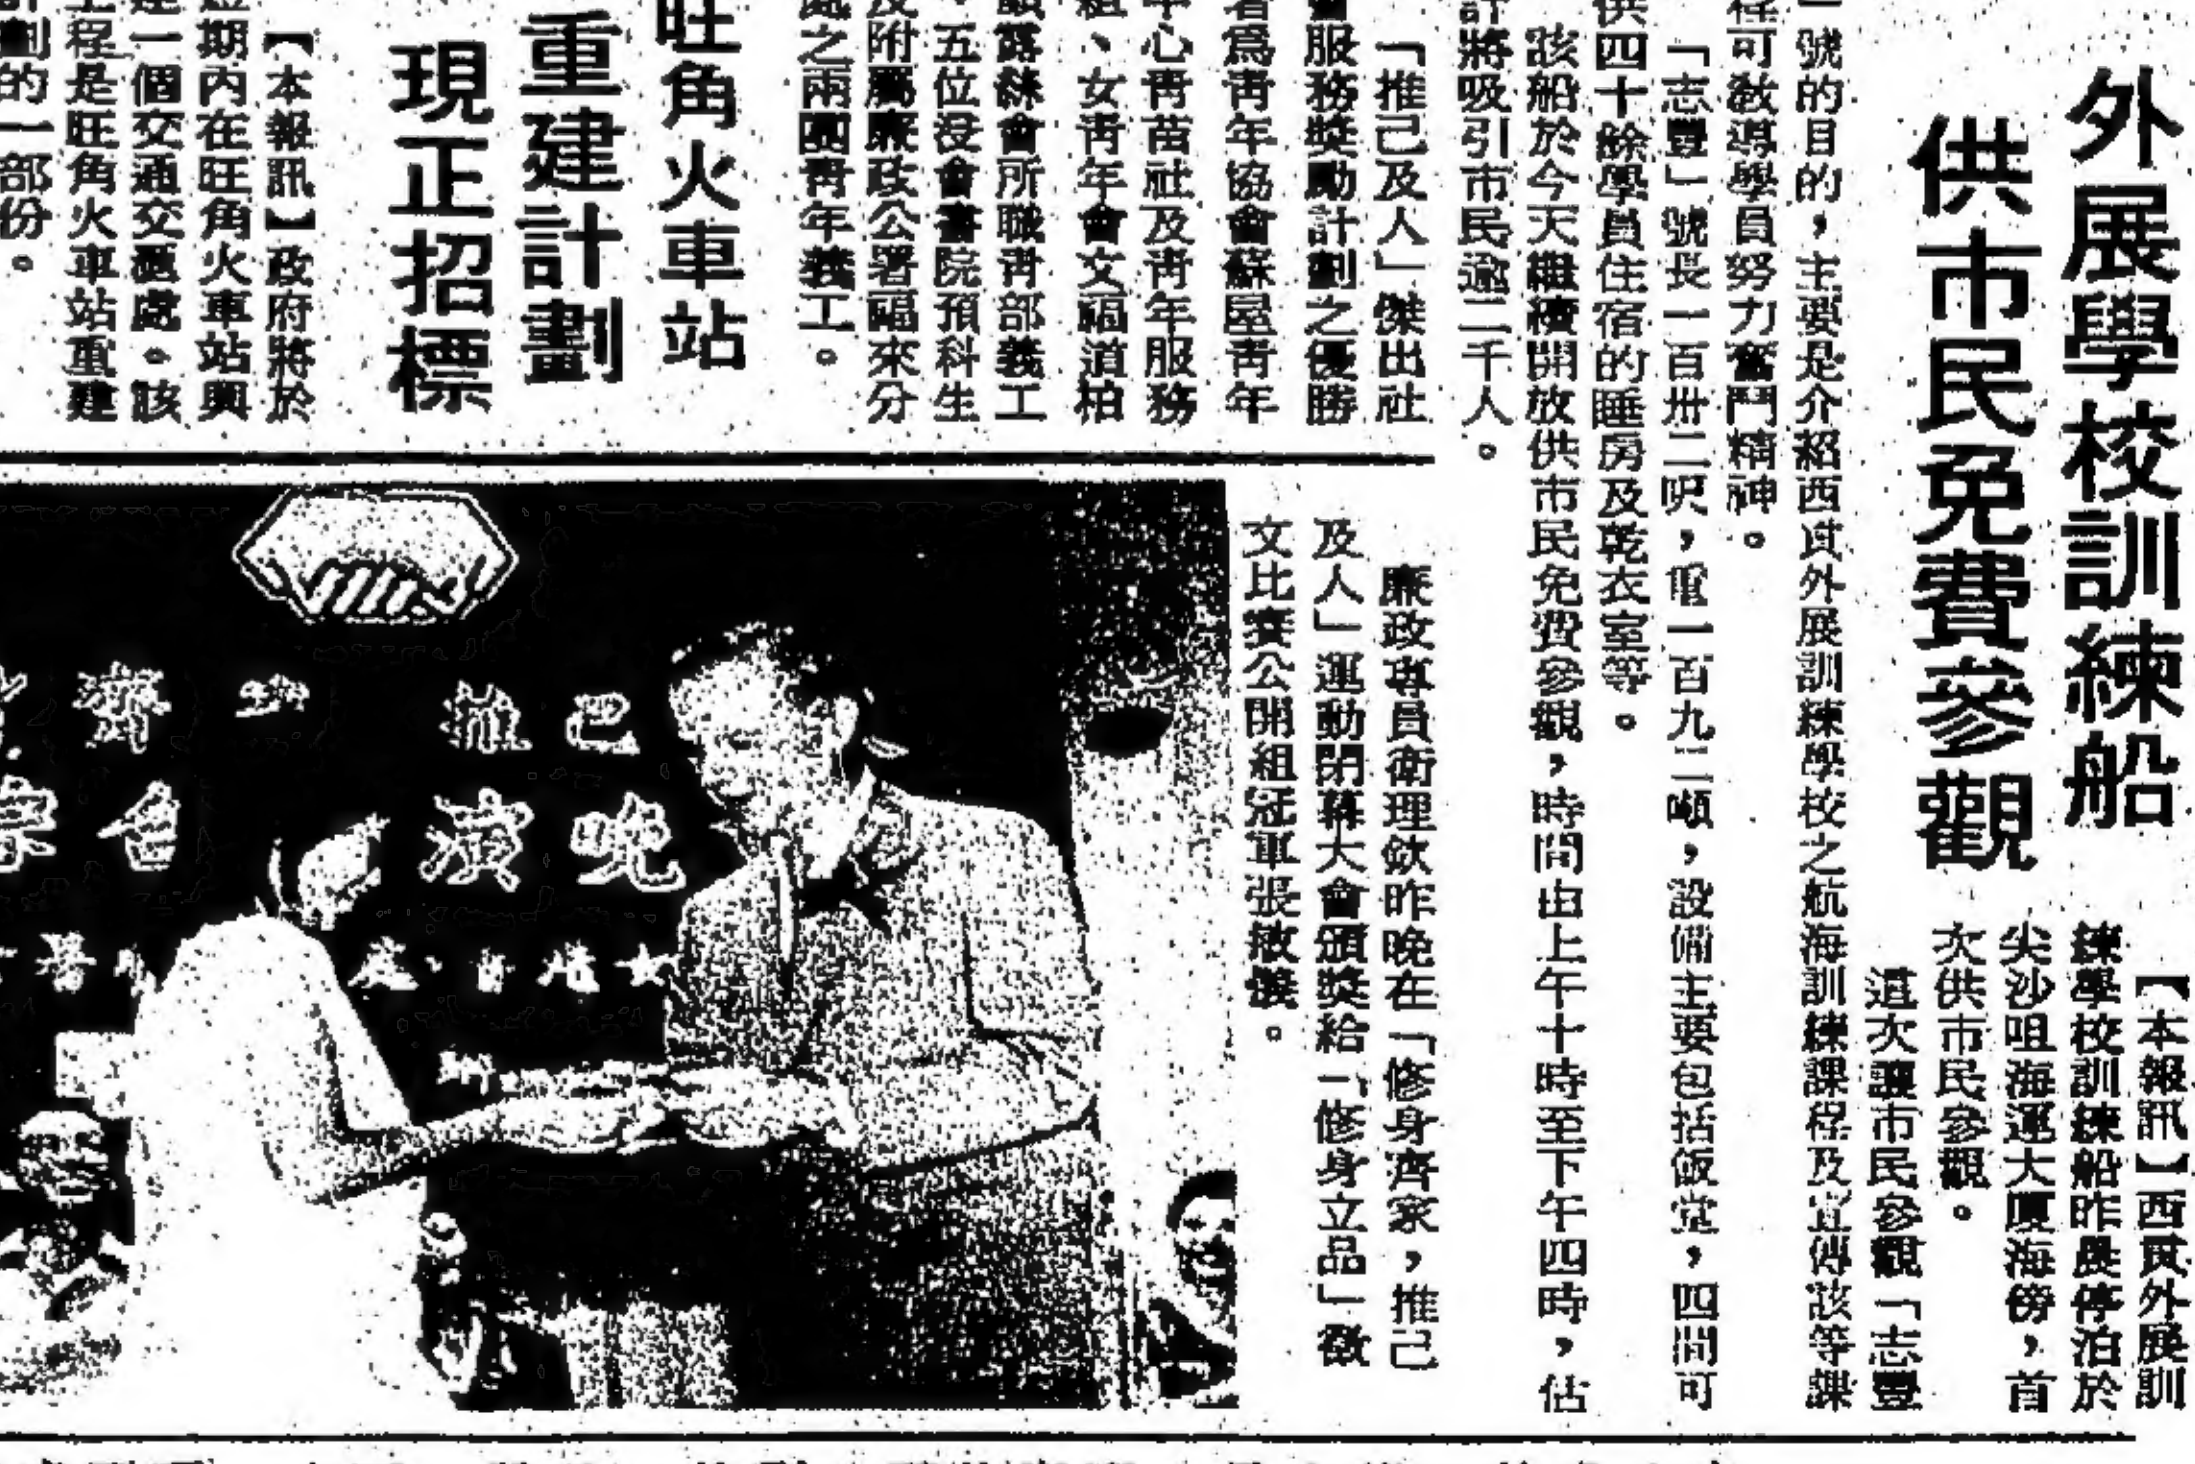 外展學校訓練船
供市民免費參觀
【本報訊】西貢外展訓
練學校訓練船昨晨停泊於
尖沙咀海運大廈海傍，首
次供市民參觀。
這次讓市民參觀「志豐
」號的目的，主要是介紹西貢外展訓練學校之航海訓練課程及宣傳該等課
程可敎導學員努力奮鬥精神。
「志豐」號長一百卅二呎，重一百九二噸，設備主要包括飯堂，四間可
供四十餘學員住宿的睡房及乾衣室等。
該船於今天繼續開放供市民免費參觀，時間由上午十時至下午四時，估
計將吸引市民逾二千人。
「推己及人」傑出社
會服務獎勵計劃之優勝
者爲靑年協會蘇屋靑年
中心靑苗社及靑年服務
組、女靑年會文福道柏
顧露絲會所職靑部義工
、五位浸會書院預科生
及附屬廉政公署福來分
處之兩團靑年義工。
廉政專員衛理欽昨晚在「修身齊家，推己
及人」運動閉幕大會頒獎給「修身立品」徵
文比賽公開組冠軍張敏儀。
旺角火車站
重建計劃
現正招標
【本報訊】政府將於
短期內在旺角火車站興
建一個交通交滙處。該
工程是旺角火車站重建
計劃的一部份。
齊
推己
演晚